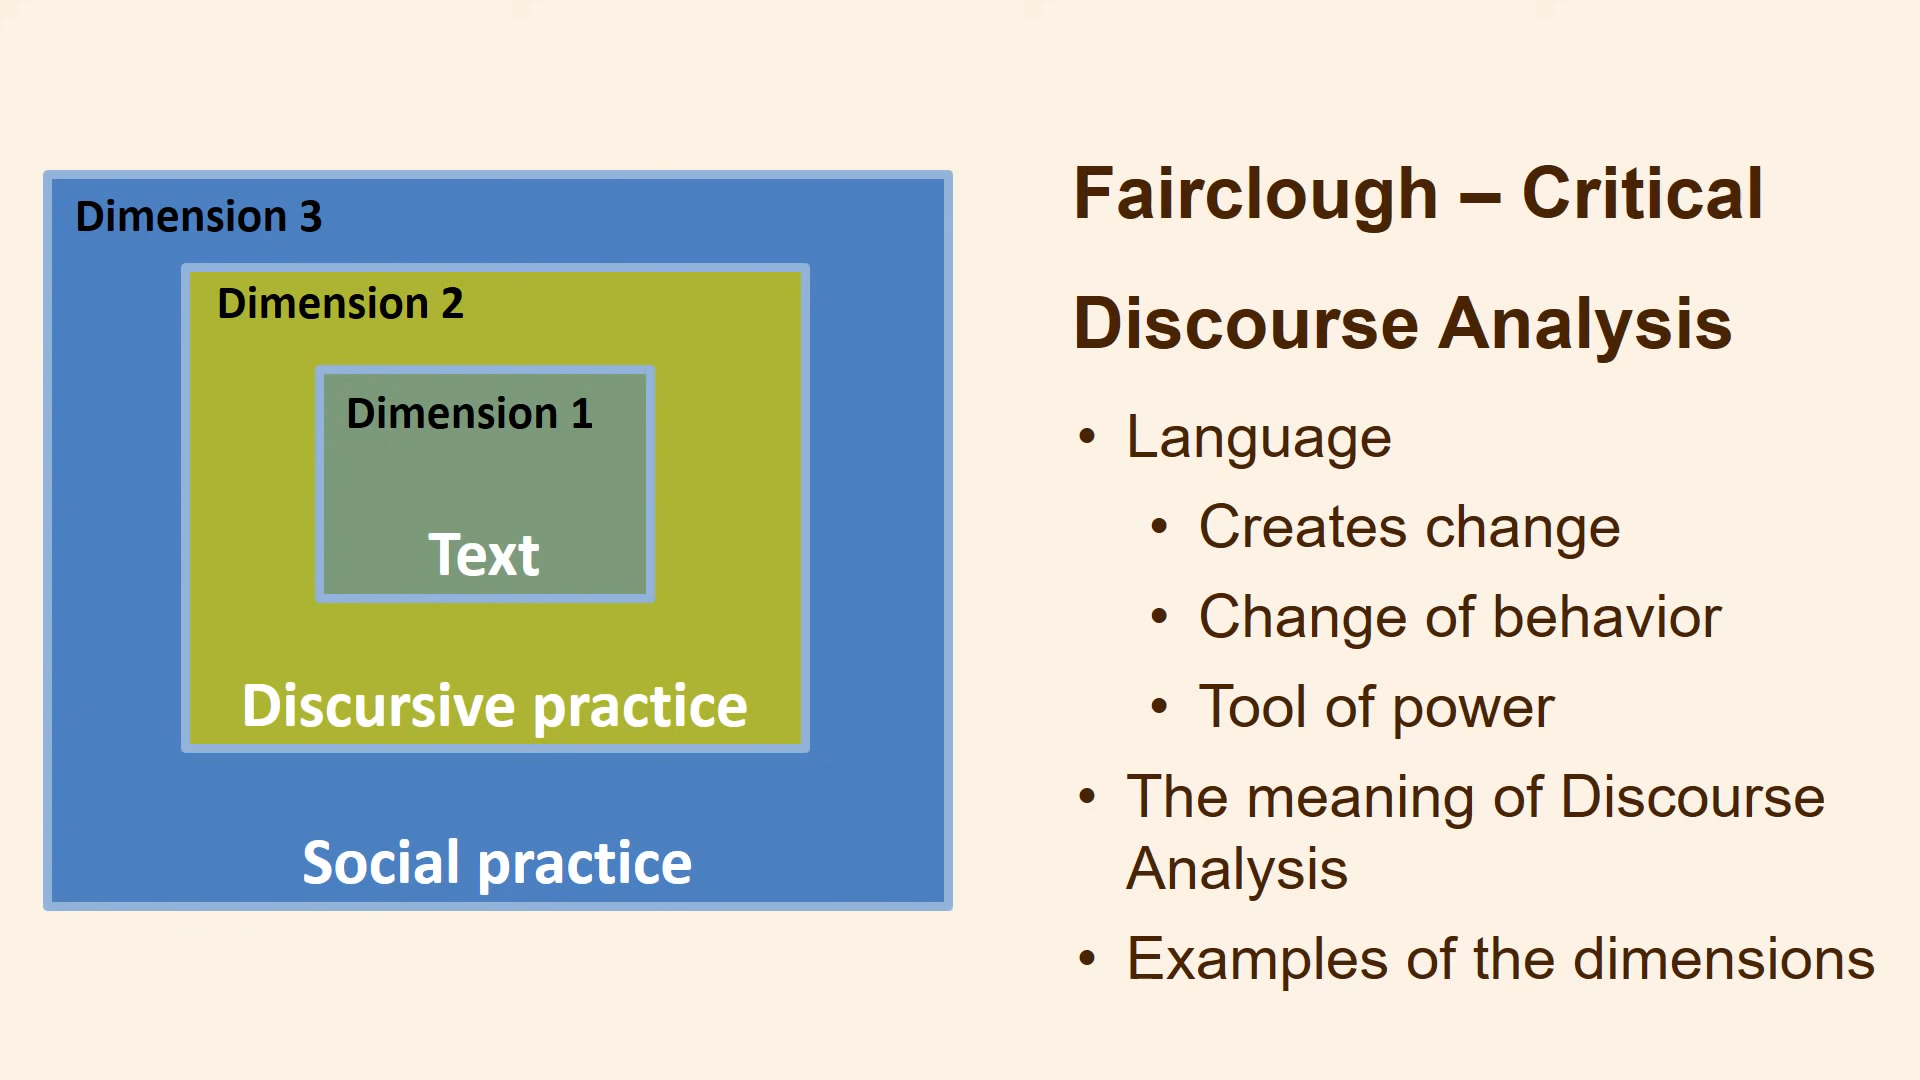 Dimension 3
Dimension 2
Dimension 1
Text
Discursive practice
Social practice
Fairclough – Critical
Discourse Analysis
• Language
• Creates change
• Change of behavior
• Tool of power
• The meaning of Discourse
Analysis
• Examples of the dimensions